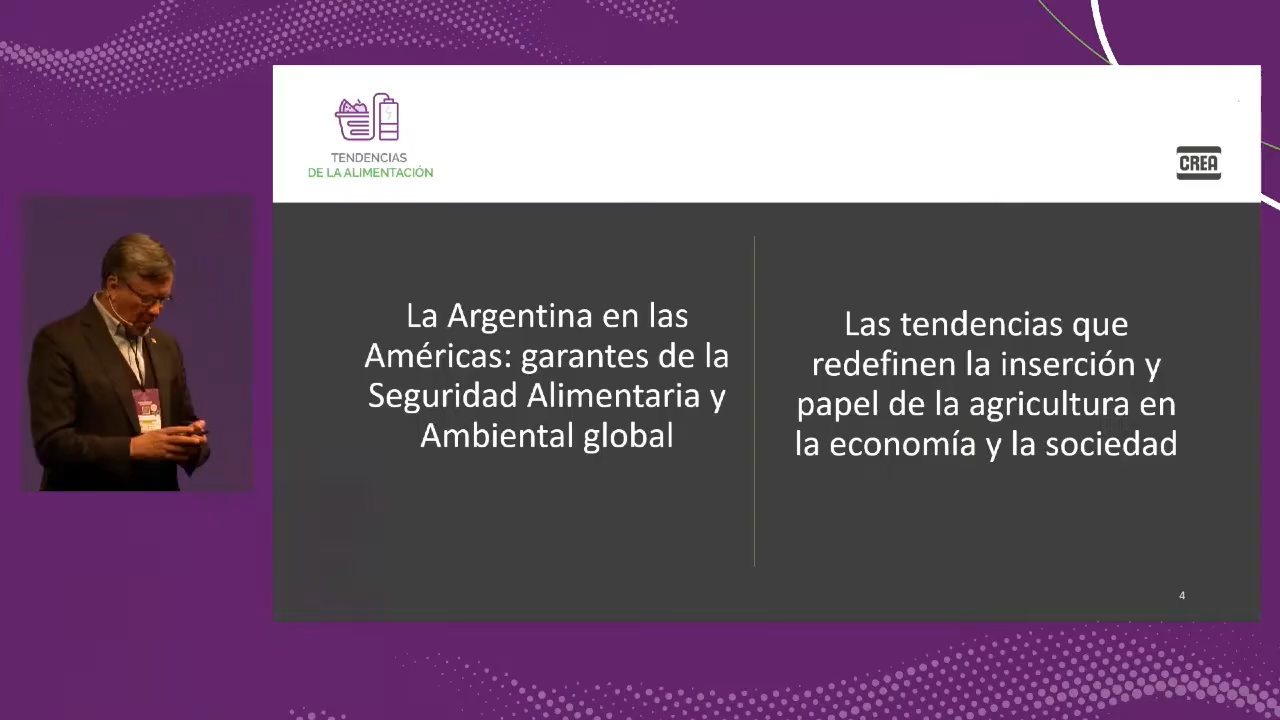 TENDENCIAS
DE LA ALIMENTACIÓN
CREA
La Argentina en las
Américas: garantes de la
Seguridad Alimentaria y
Ambiental global
Las tendencias que
redefinen la inserción y
papel de la agricultura en
la economía y la sociedad
4